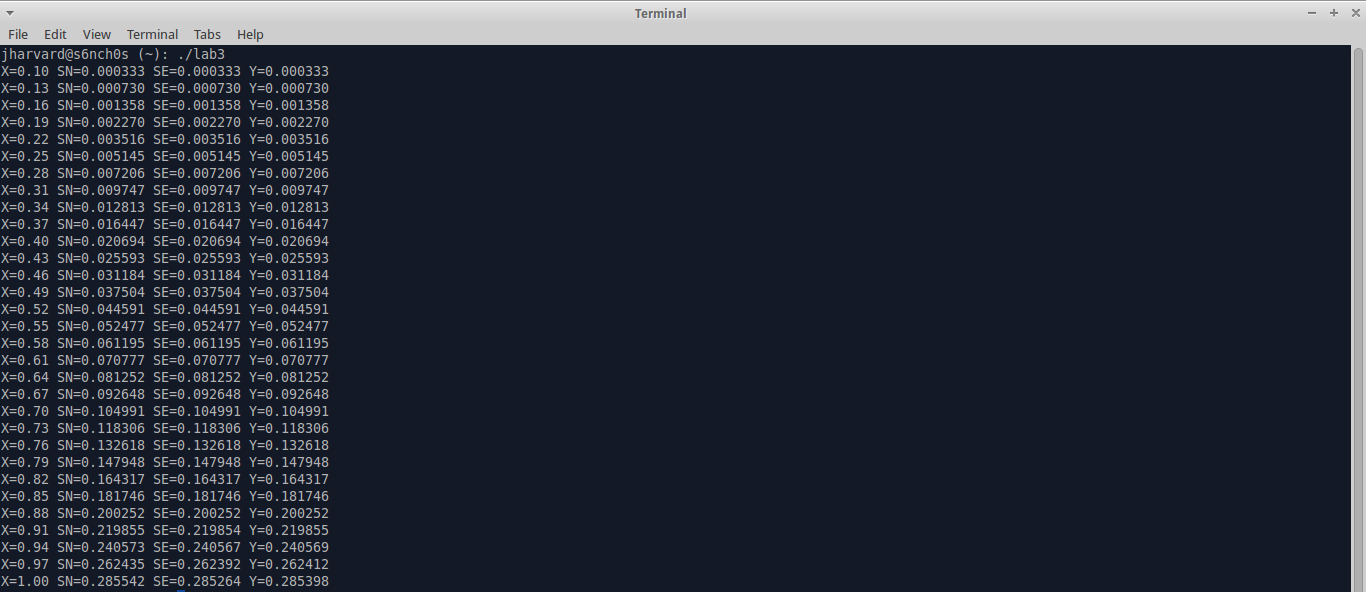 Terminal
File Edit View Terminal Tabs Help
jharvard@s6nch0s (~): ./lab3
X=0.10 SN=0.000333 SE=0.000333 Y=0.000333
X=0.13 SN=0.000730 SE=0.000730 Y=0.000730
X=0.16 SN=0.001358 SE=0.001358 Y=0.001358
X=0.19 SN=0.002270 SE=0.002270 Y=0.002270
X=0.22 SN=0.003516 SE=0.003516 Y=0.003516
X=0.25 SN=0.005145 SE=0.005145 Y=0.005145
X=0.28 SN=0.007206 SE=0.007206 Y=0.007206
X=0.31 SN=0.009747 SE=0.009747 Y=0.009747
X=0.34 SN=0.012813 SE=0.012813 Y=0.012813
X=0.37 SN=0.016447 SE=0.016447 Y=0.016447
X=0.40 SN=0.020694 SE=0.020694 Y=0.020694
X=0.43 SN=0.025593 SE=0.025593 Y=0.025593
X=0.46 SN=0.031184 SE=0.031184 Y=0.031184
X=0.49 SN=0.037504 SE=0.037504 Y=0.037504
X=0.52 SN=0.044591 SE=0.044591 Y=0.044591
X=0.55 SN=0.052477 SE=0.052477 Y=0.052477
X=0.58 SN=0.061195 SE=0.061195 Y=0.061195
X=0.61 SN=0.070777 SE=0.070777 Y=0.070777
X=0.64 SN=0.081252 SE=0.081252 Y=0.081252
X=0.67 SN=0.092648 SE=0.092648 Y=0.092648
X=0.70 SN=0.104991 SE=0.104991 Y=0.104991
X=0.73 SN=0.118306 SE=0.118306 Y=0.118306
X=0.76 SN=0.132618 SE=0.132618 Y=0.132618
X=0.79 SN=0.147948 SE=0.147948 Y=0.147948
X=0.82 SN=0.164317 SE=0.164317 Y=0.164317
X=0.85 SN=0.181746 SE=0.181746 Y=0.181746
X=0.88 SN=0.200252 SE=0.200252 Y=0.200252
X=0.91 SN=0.219855 SE=0.219854 Y=0.219855
X=0.94 SN=0.240573 SE=0.240567 Y=0.240569
X=0.97 SN=0.262435 SE=0.262392 Y=0.262412
X=1.00 SN=0.285542 SE=0.285264 Y=0.285398